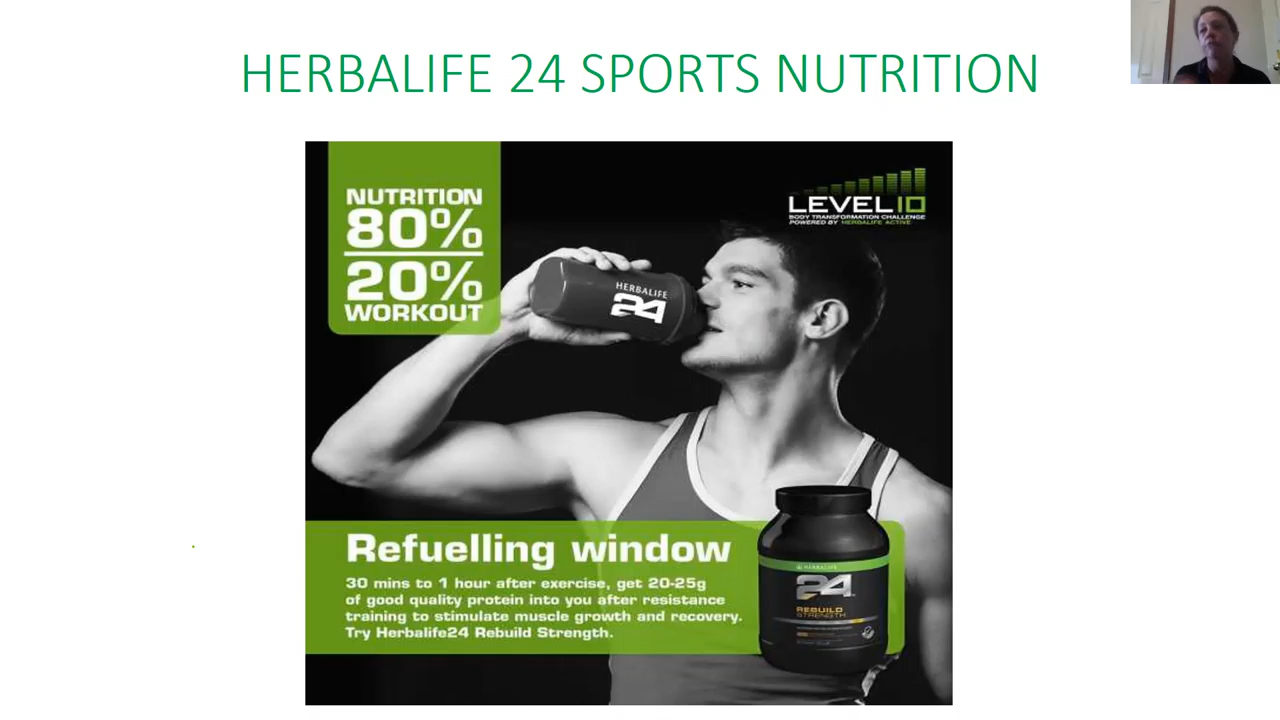 HERBALIFE 24 SPORTS NUTRITION
NUTRITION
80%
20%
WORKOUT
LEVEL10
BODY TRANSFORMATION CHALLENGE
POWERED BY HERBALIFE ACTIVE
HERBALIFE
24
Refuelling window
30 mins to 1 hour after exercise, get 20-25g
of good quality protein into you after resistance
training to stimulate muscle growth and recovery.
Try Herbalife24 Rebuild Strength.
HERBALIFE
24
REBUILD
STRENGTH